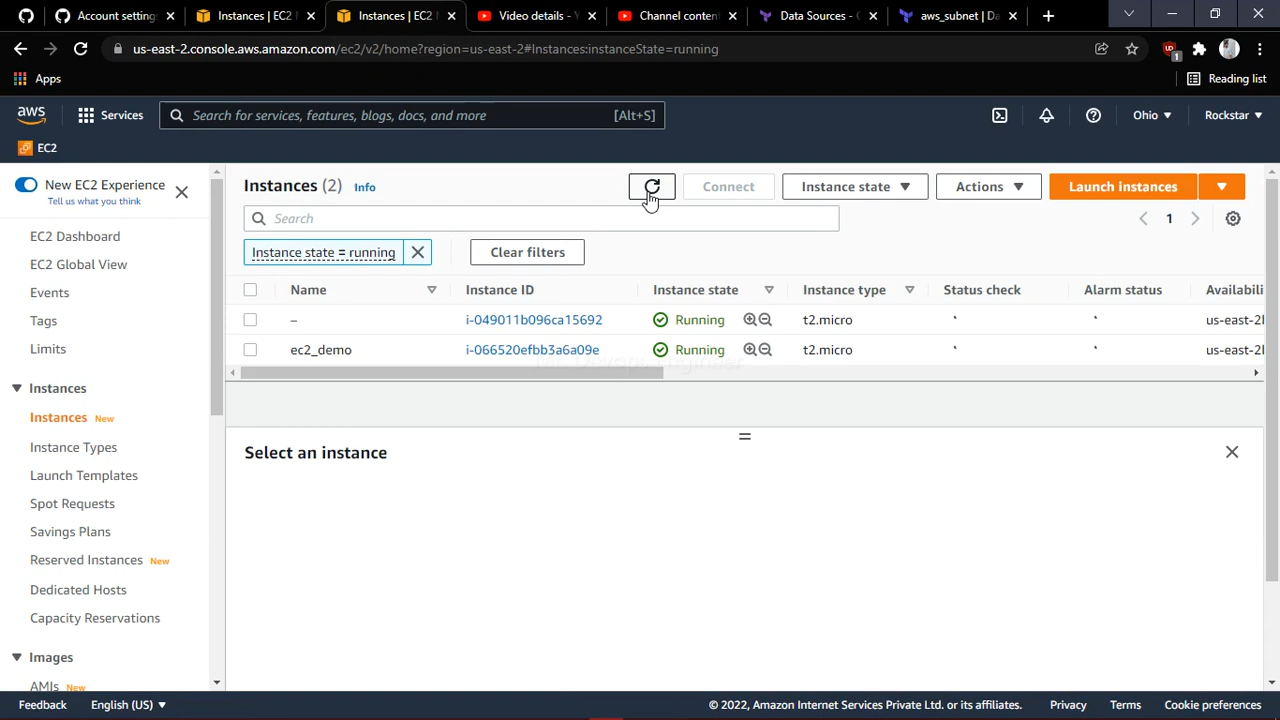 Account setting
Instances | EC2 M
Instances | EC2 M
Video details - Y
Channel content
Data Sources - C
aws_subnet | Da
us-east-2.console.aws.amazon.com/ec2/v2/home?region=us-east-2#Instances:instanceState=running
Apps
Reading list
aws
Services
Search for services, features, blogs, docs, and more
[Alt+S]
Ohio
Rockstar
EC2
New EC2 Experience
Tell us what you think
EC2 Dashboard
EC2 Global View
Events
Tags
Limits
Instances
Instances New
Instance Types
Launch Templates
Spot Requests
Savings Plans
Reserved Instances New
Dedicated Hosts
Capacity Reservations
Images
AMIs New
Instances (2) Info
Connect
Instance state
Actions
Launch instances
Search
1
Instance state = running
Clear filters
Name Instance ID Instance state Instance type Status check Alarm status Availabili
– i-049011b096ca15692 Running t2.micro us-east-2
ec2_demo i-066520efbb3a6a09e Running t2.micro us-east-2
Select an instance
Feedback English (US) © 2022, Amazon Internet Services Private Ltd. or its affiliates. Privacy Terms Cookie preferences